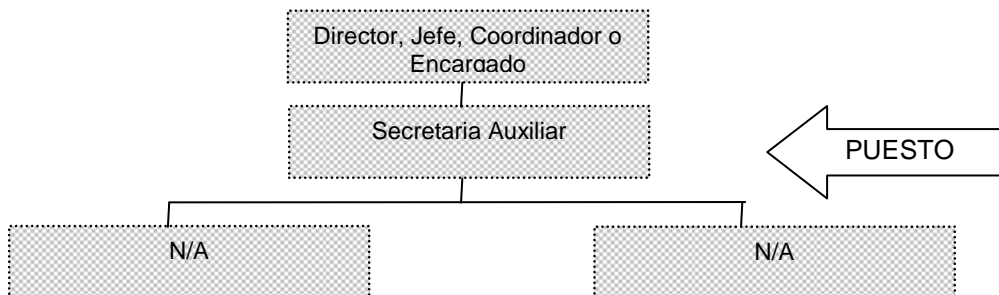 Director, Jefe, Coordinador o
Encargado
Secretaria Auxiliar
PUESTO
N/A
N/A